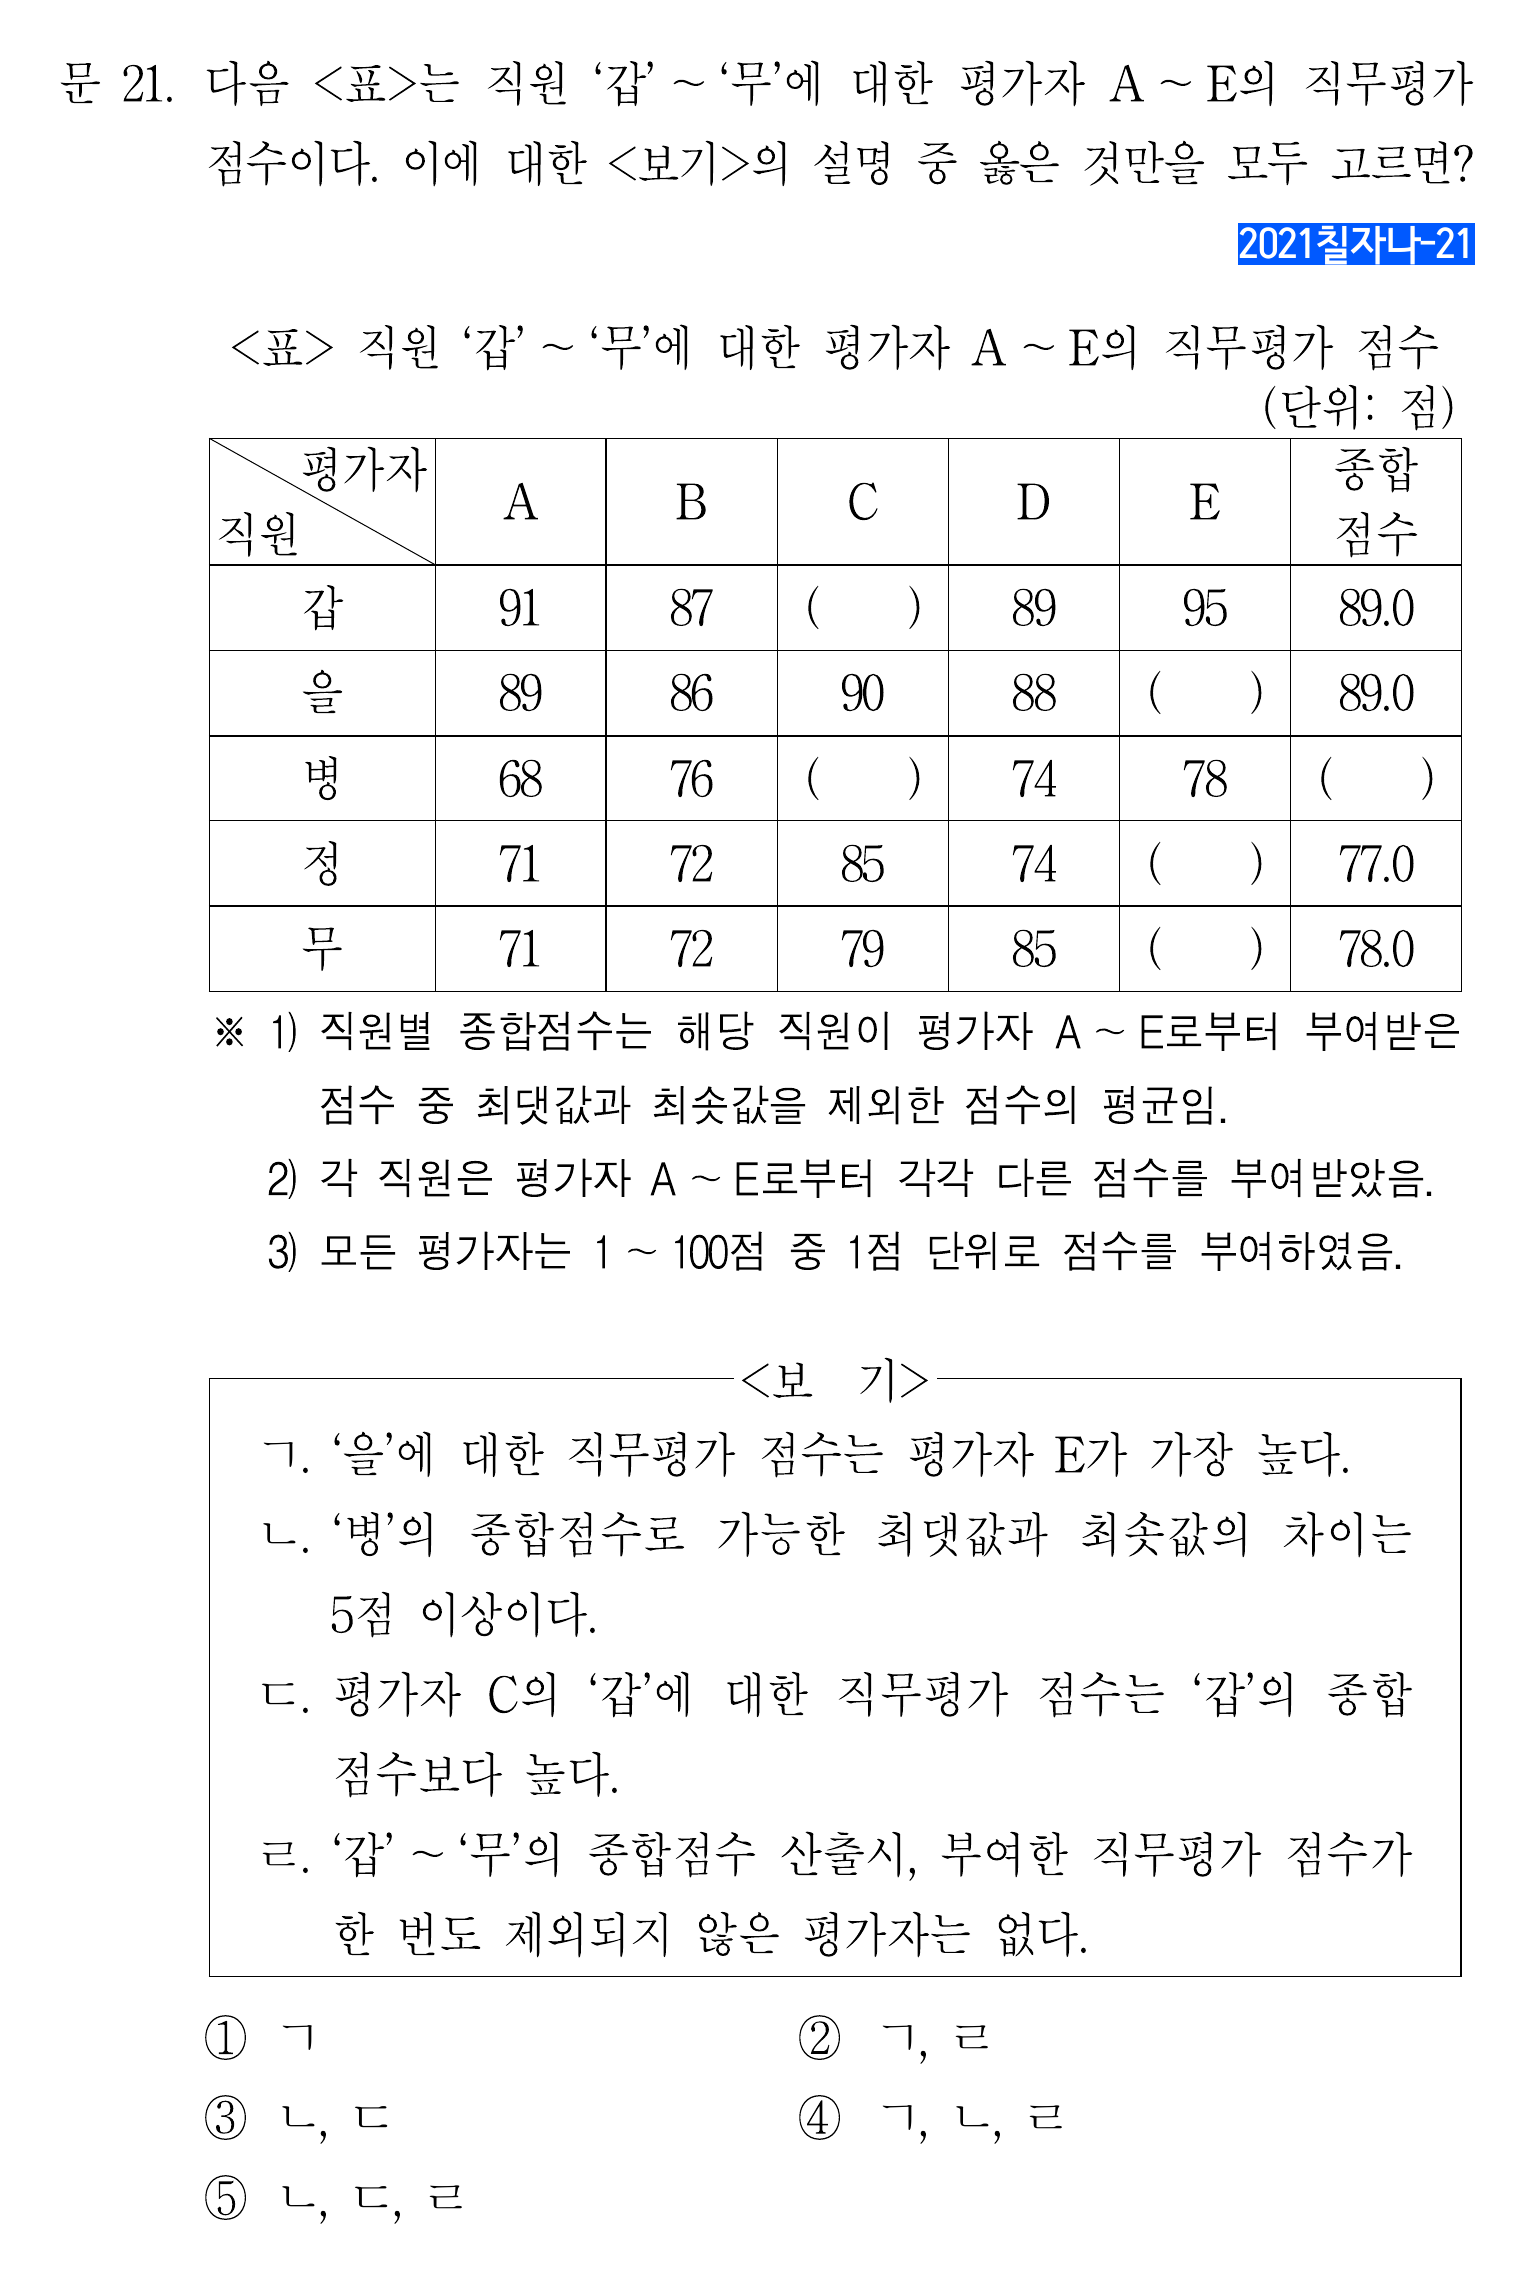 문 21. 다음 <표>는 직원 ‘갑’ ~ ‘무’에 대한 평가자 A ~ E의 직무평가
점수이다. 이에 대한 <보기>의 설명 중 옳은 것만을 모두 고르면?
2021칠자나-21
<표> 직원 ‘갑’ ~ ‘무’에 대한 평가자 A ~ E의 직무평가 점수
(단위: 점)
평가자 직원 A B C D E 종합 점수
갑 91 87 ( ) 89 95 89.0
을 89 86 90 88 ( ) 89.0
병 68 76 ( ) 74 78 ( )
정 71 72 85 74 ( ) 77.0
무 71 72 79 85 ( ) 78.0
※ 1) 직원별 종합점수는 해당 직원이 평가자 A ~ E로부터 부여받은
점수 중 최댓값과 최솟값을 제외한 점수의 평균임.
2) 각 직원은 평가자 A ~ E로부터 각각 다른 점수를 부여받았음.
3) 모든 평가자는 1 ~ 100점 중 1점 단위로 점수를 부여하였음.
<보 기>
ㄱ. ‘을’에 대한 직무평가 점수는 평가자 E가 가장 높다.
ㄴ. ‘병’의 종합점수로 가능한 최댓값과 최솟값의 차이는
5점 이상이다.
ㄷ. 평가자 C의 ‘갑’에 대한 직무평가 점수는 ‘갑’의 종합
점수보다 높다.
ㄹ. ‘갑’ ~ ‘무’의 종합점수 산출시, 부여한 직무평가 점수가
한 번도 제외되지 않은 평가자는 없다.
① ㄱ ② ㄱ, ㄹ
③ ㄴ, ㄷ ④ ㄱ, ㄴ, ㄹ
⑤ ㄴ, ㄷ, ㄹ